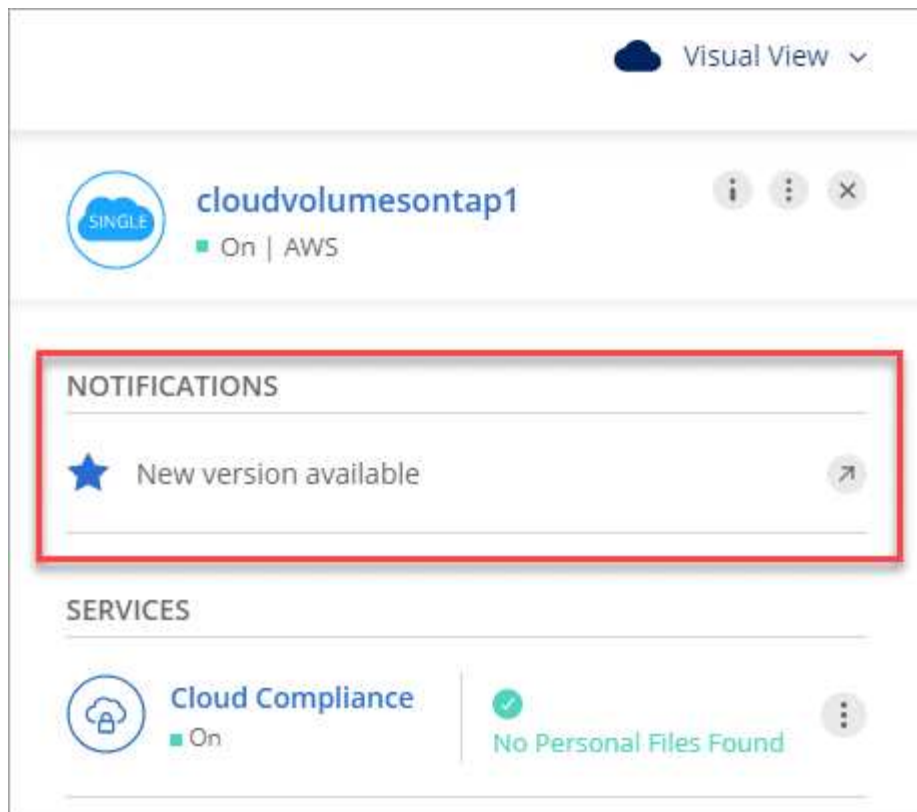 Visual View
SINGLE
cloudvolumesontap1
On | AWS
NOTIFICATIONS
New version available
SERVICES
Cloud Compliance
On
No Personal Files Found